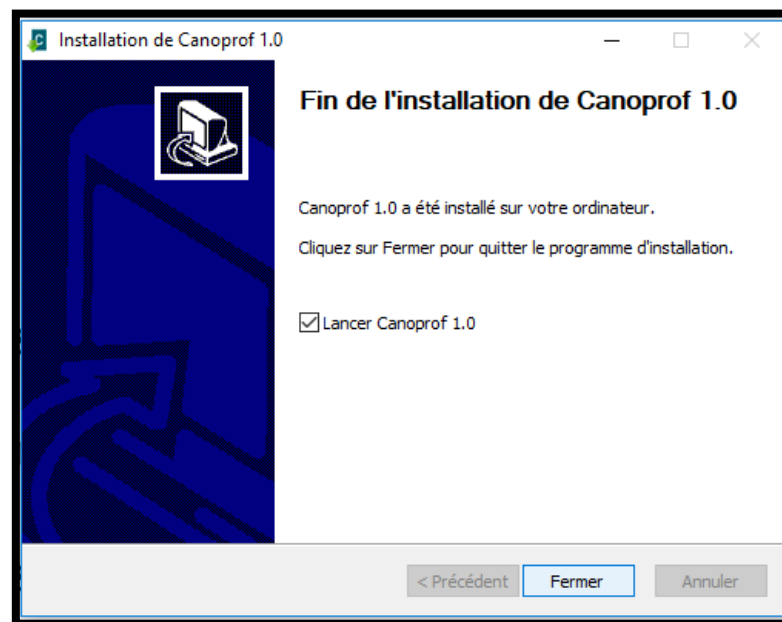 Installation de Canoprof 1.0
Fin de l'installation de Canoprof 1.0
Canoprof 1.0 a été installé sur votre ordinateur.
Cliquez sur Fermer pour quitter le programme d'installation.
Lancer Canoprof 1.0
< Précédent
Fermer
Annuler